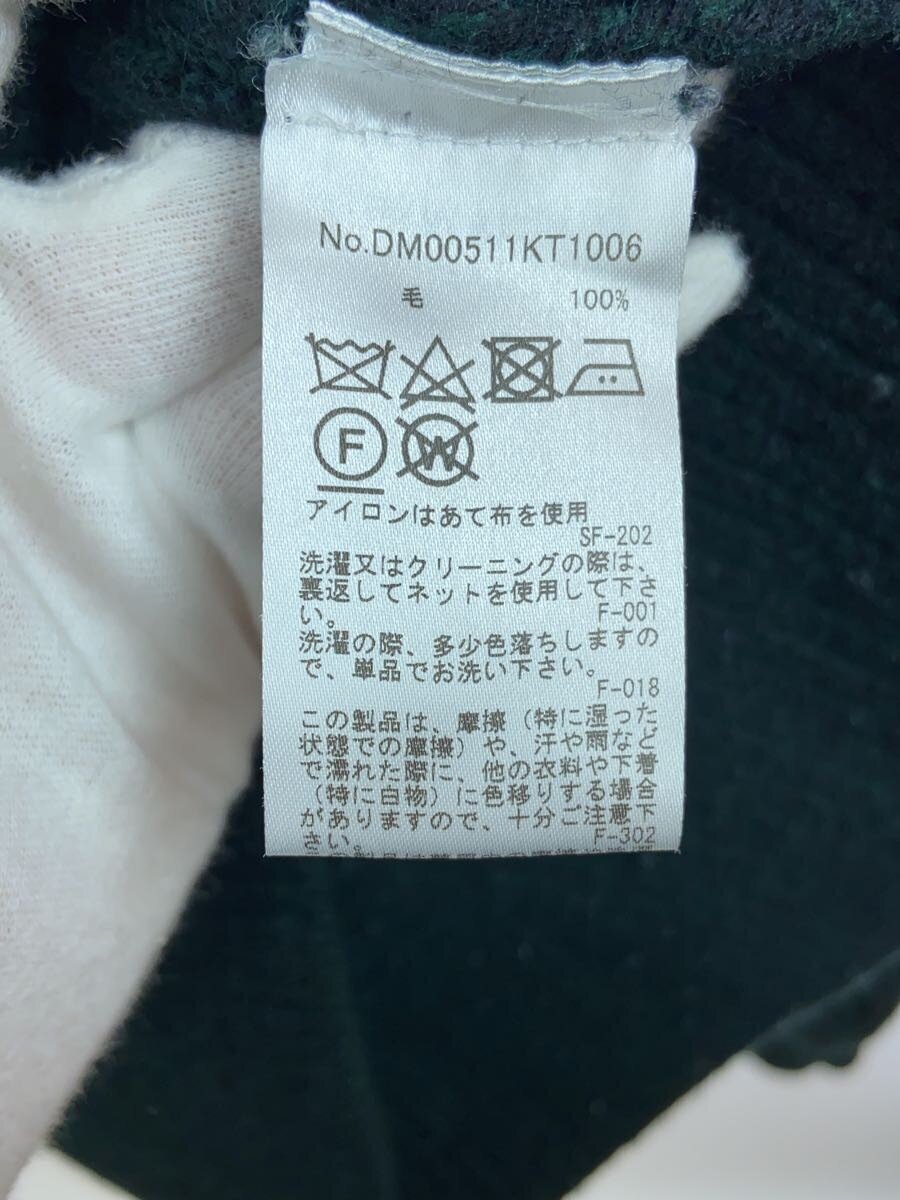 No.DM00511KT1006
毛 100%
F
W
アイロンはあて布を使用
SF-202
洗濯又はクリーニングの際は、
裏返してネットを使用して下さ
い。 F-001
洗濯の際、多少色落ちしますの
で、単品でお洗い下さい。
F-018
この製品は、摩擦（特に湿った
状態での摩擦）や、汗や雨など
で濡れた際に、他の衣料や下着
（特に白物）に色移りする場合
がありますので、十分ご注意下
さい。 F-302